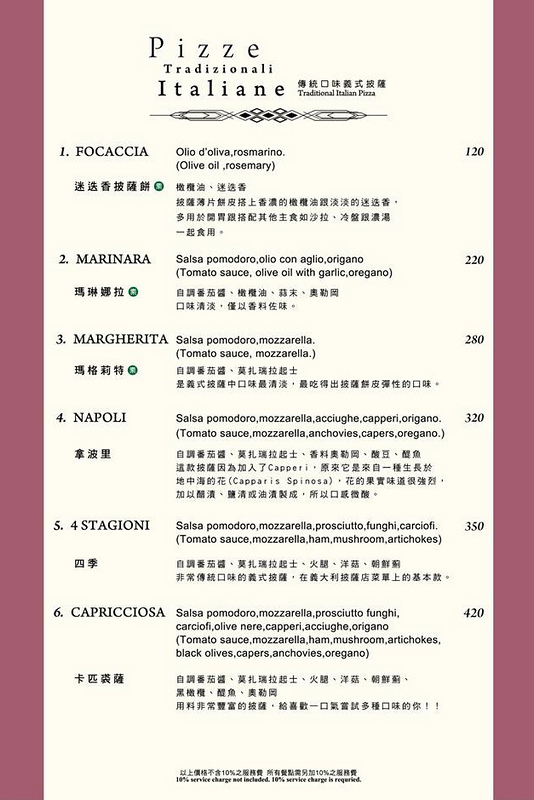 Pizze
Tradizionali
Italiane 傳統口味義式披薩
Traditional Italian Pizza
1. FOCACCIA Olio d'oliva,rosmarino. 120
(Olive oil ,rosemary)
迷迭香披薩餅 素 橄欖油、迷迭香
披薩薄片餅皮搭上香濃的橄欖油跟淡淡的迷迭香，
多用於開胃跟搭配其他主食如沙拉、冷盤跟濃湯
一起食用。
2. MARINARA Salsa pomodoro,olio con aglio,origano 220
(Tomato sauce, olive oil with garlic,oregano)
瑪琳娜拉 素 自調番茄醬、橄欖油、蒜末、奧勒岡
口味清淡，僅以香料佐味。
3. MARGHERITA Salsa pomodoro,mozzarella. 280
(Tomato sauce, mozzarella.)
瑪格莉特 素 自調番茄醬、莫扎瑞拉起士
是義式披薩中口味最清淡，最吃得出披薩餅皮彈性的口味。
4. NAPOLI Salsa pomodoro,mozzarella,acciughe,capperi,origano. 320
(Tomato sauce,mozzarella,anchovies,capers,oregano.)
拿波里 自調番茄醬、莫扎瑞拉起士、香料奧勒岡、酸豆、醍魚
這款披薩因為加入了Capperi，原來它是來自一種生長於
地中海的花(Capparis Spinosa)，花的果實味道很強烈，
加以醋漬、鹽漬或油漬製成，所以口感微酸。
5. 4 STAGIONI Salsa pomodoro,mozzarella,prosciutto,funghi,carciofi. 350
(Tomato sauce,mozzarella,ham,mushroom,artichokes)
四季 自調番茄醬、莫扎瑞拉起士、火腿、洋菇、朝鮮薊
非常傳統口味的義式披薩，在義大利披薩店菜單上的基本款。
6. CAPRICCIOSA Salsa pomodoro,mozzarella,prosciutto funghi, 420
carciofi,olive nere,capperi,acciughe,origano
(Tomato sauce,mozzarella,ham,mushroom,artichokes,
black olives,capers,anchovies,oregano)
卡匹裘薩 自調番茄醬、莫扎瑞拉起士、火腿、洋菇、朝鮮薊、
黑橄欖、醍魚、奧勒岡
用料非常豐富的披薩，給喜歡一口氣嘗試多種口味的你！！
以上價格不含10%之服務費 所有餐點需另加10%之服務費
10% service charge not included. 10% service charge is requried.